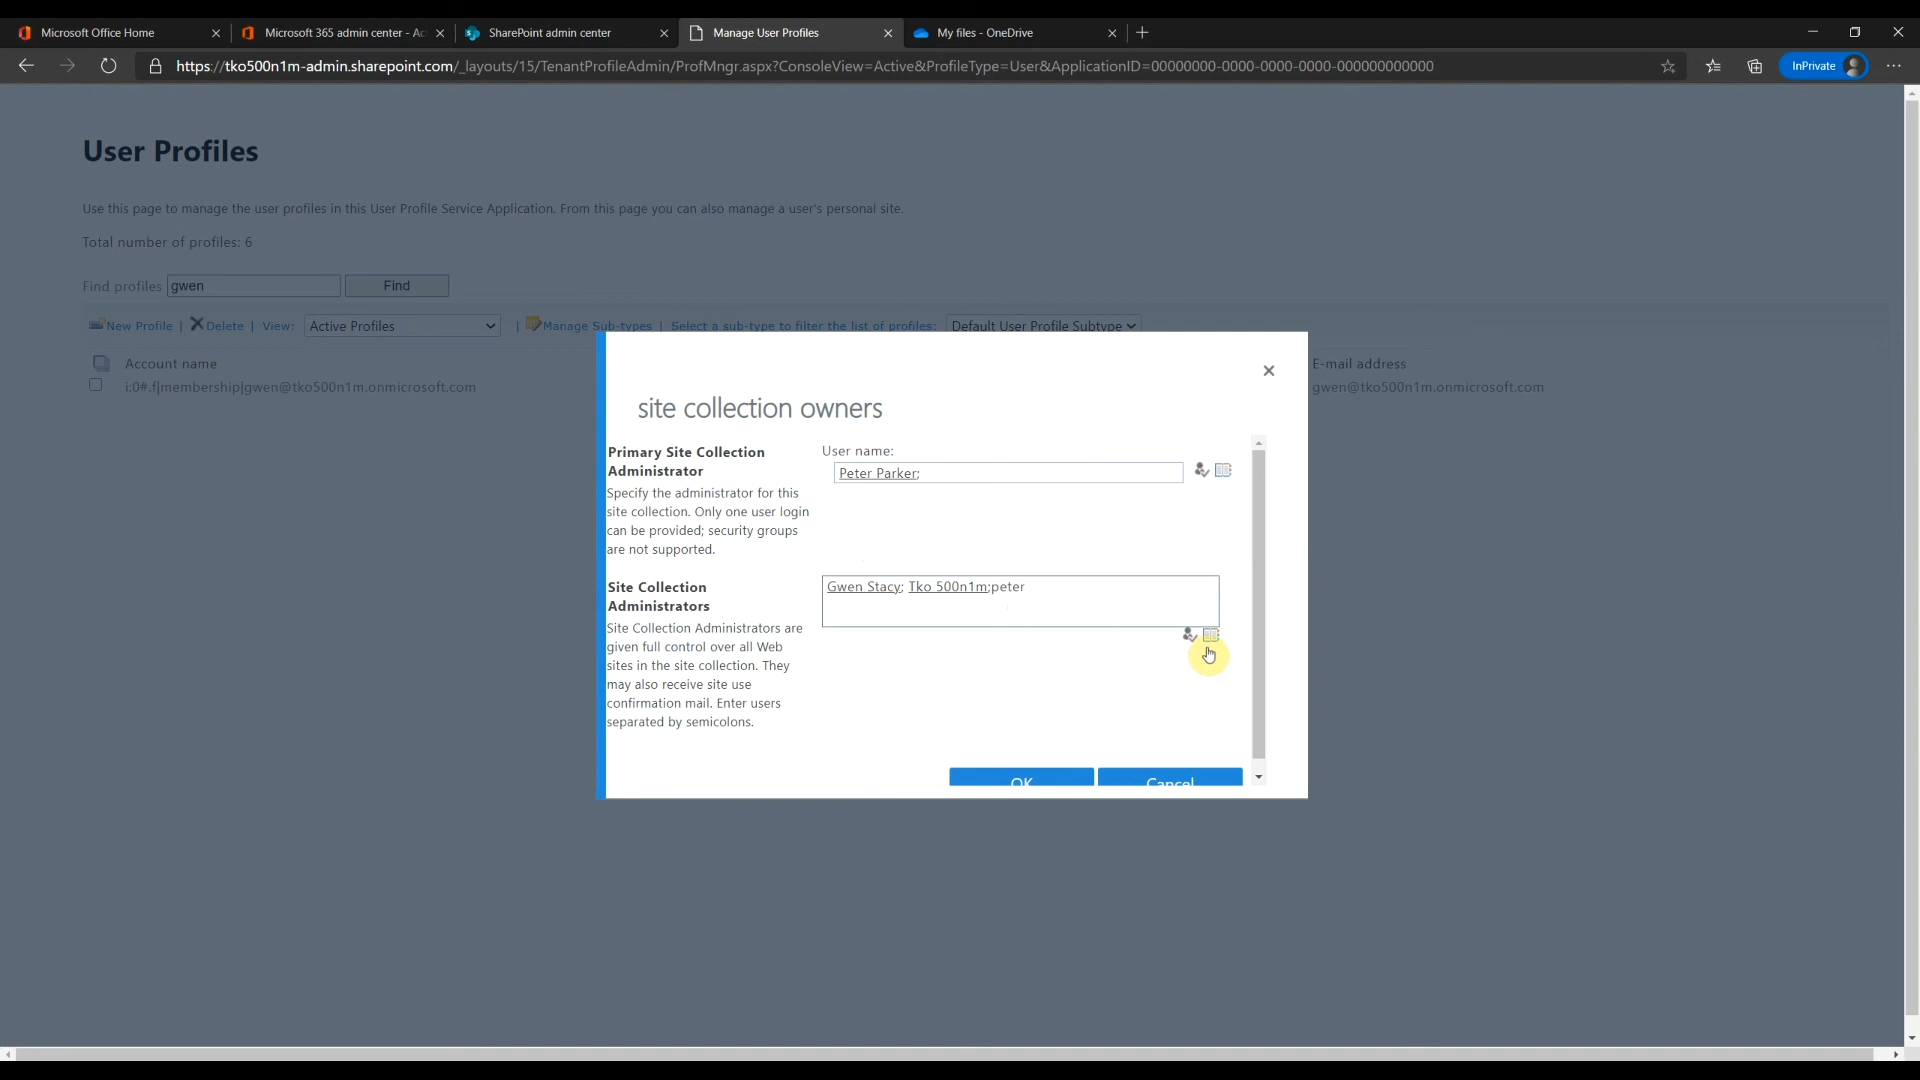 Microsoft Office Home
Microsoft 365 admin center - Ac
SharePoint admin center
Manage User Profiles
My files - OneDrive
https://tko500n1m-admin.sharepoint.com/_layouts/15/TenantProfileAdmin/ProfMngr.aspx?ConsoleView=Active&ProfileType=User&ApplicationID=00000000-0000-0000-0000-000000000000
InPrivate
User Profiles
Use this page to manage the user profiles in this User Profile Service Application. From this page you can also manage a user's personal site.
Total number of profiles: 6
Find profiles gwen Find
New Profile | Delete | View: Active Profiles | Manage Sub-types | Select a sub-type to filter the list of profiles: Default User Profile Subtype
Account name
E-mail address
i:0#.f|membership|gwen@tko500n1m.onmicrosoft.com
gwen@tko500n1m.onmicrosoft.com
site collection owners
Primary Site Collection
Administrator
Specify the administrator for this
site collection. Only one user login
can be provided; security groups
are not supported.
User name:
Peter Parker;
Site Collection
Administrators
Site Collection Administrators are
given full control over all Web
sites in the site collection. They
may also receive site use
confirmation mail. Enter users
separated by semicolons.
Gwen Stacy; Tko 500n1m;peter
OK
Cancel